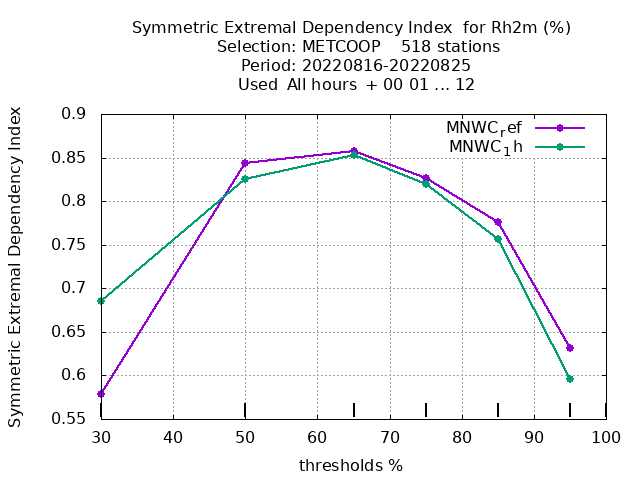 Symmetric Extremal Dependency Index  for Rh2m (%)
Selection: METCOOP    518 stations
Period: 20220816-20220825
Used  All hours  + 00 01 ... 12
Symmetric Extremal Dependency Index
0.9
0.85
0.8
0.75
0.7
0.65
0.6
0.55
MNWCref
MNWC1h
30 40 50 60 70 80 90 100
thresholds %